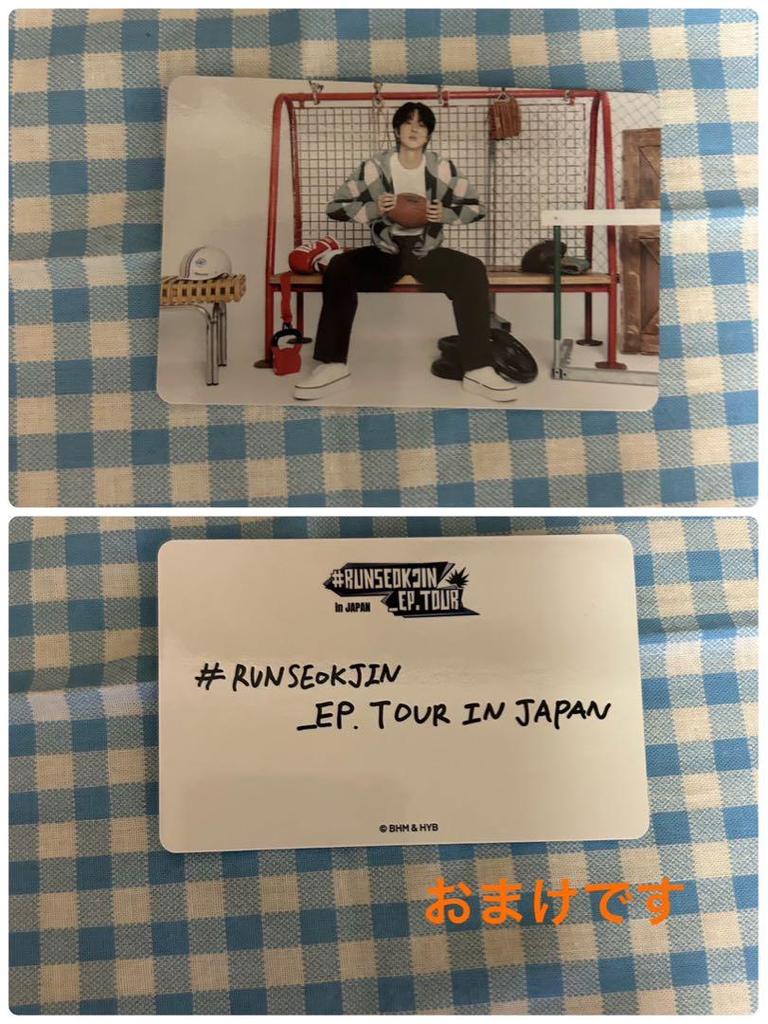 #RUNSEOKJIN
in JAPAN _EP.TOUR
# RUNSEOKJIN
_EP. TOUR IN JAPAN
© BHM & HYB
おまけです